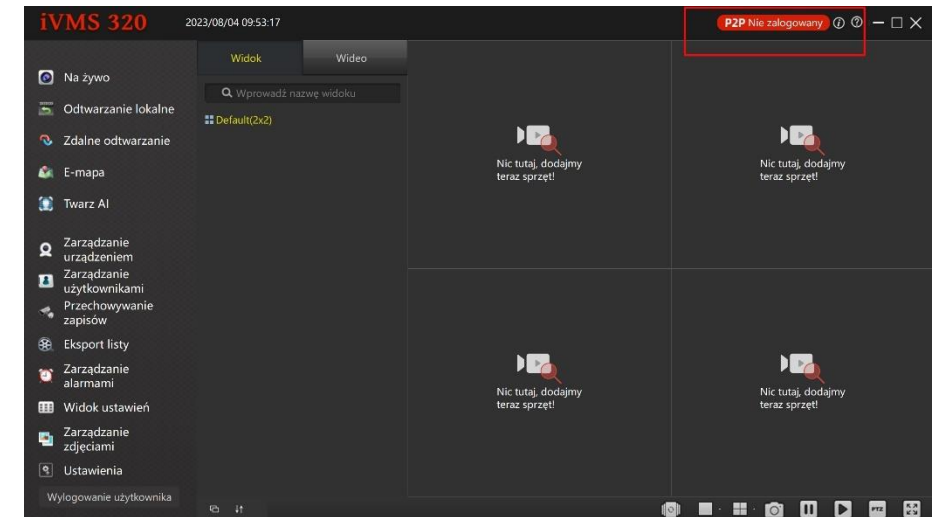 iVMS 320
2023/08/04 09:53:17
P2P Nie zalogowany
Na żywo
Odtwarzanie lokalne
Zdalne odtwarzanie
E-mapa
Twarz AI
Zarządzanie
urządzeniem
Zarządzanie
użytkownikami
Przechowywanie
zapisów
Eksport listy
Zarządzanie
alarmami
Widok ustawień
Zarządzanie
zdjęciami
Ustawienia
Wylogowanie użytkownika
Widok
Wideo
Wprowadź nazwę widoku
Default(2x2)
Nic tutaj, dodajmy
teraz sprzęt!
Nic tutaj, dodajmy
teraz sprzęt!
Nic tutaj, dodajmy
teraz sprzęt!
Nic tutaj, dodajmy
teraz sprzęt!
PTZ